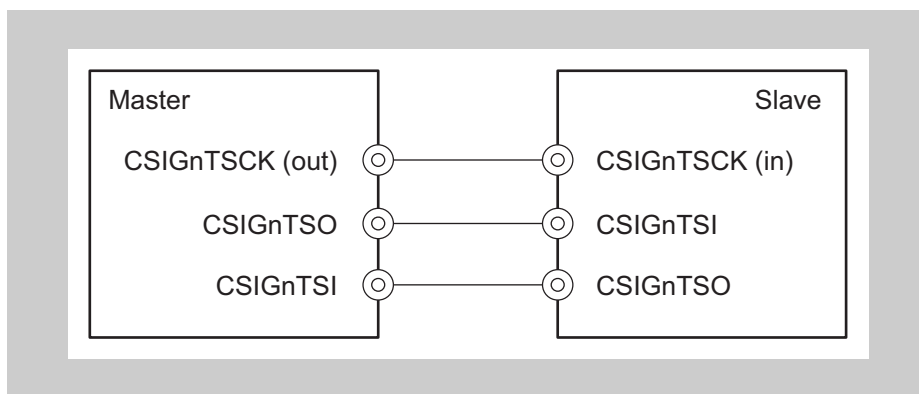 Master Slave
CSIGnTSCK (out) CSIGnTSCK (in)
CSIGnTSO CSIGnTSI
CSIGnTSI CSIGnTSO